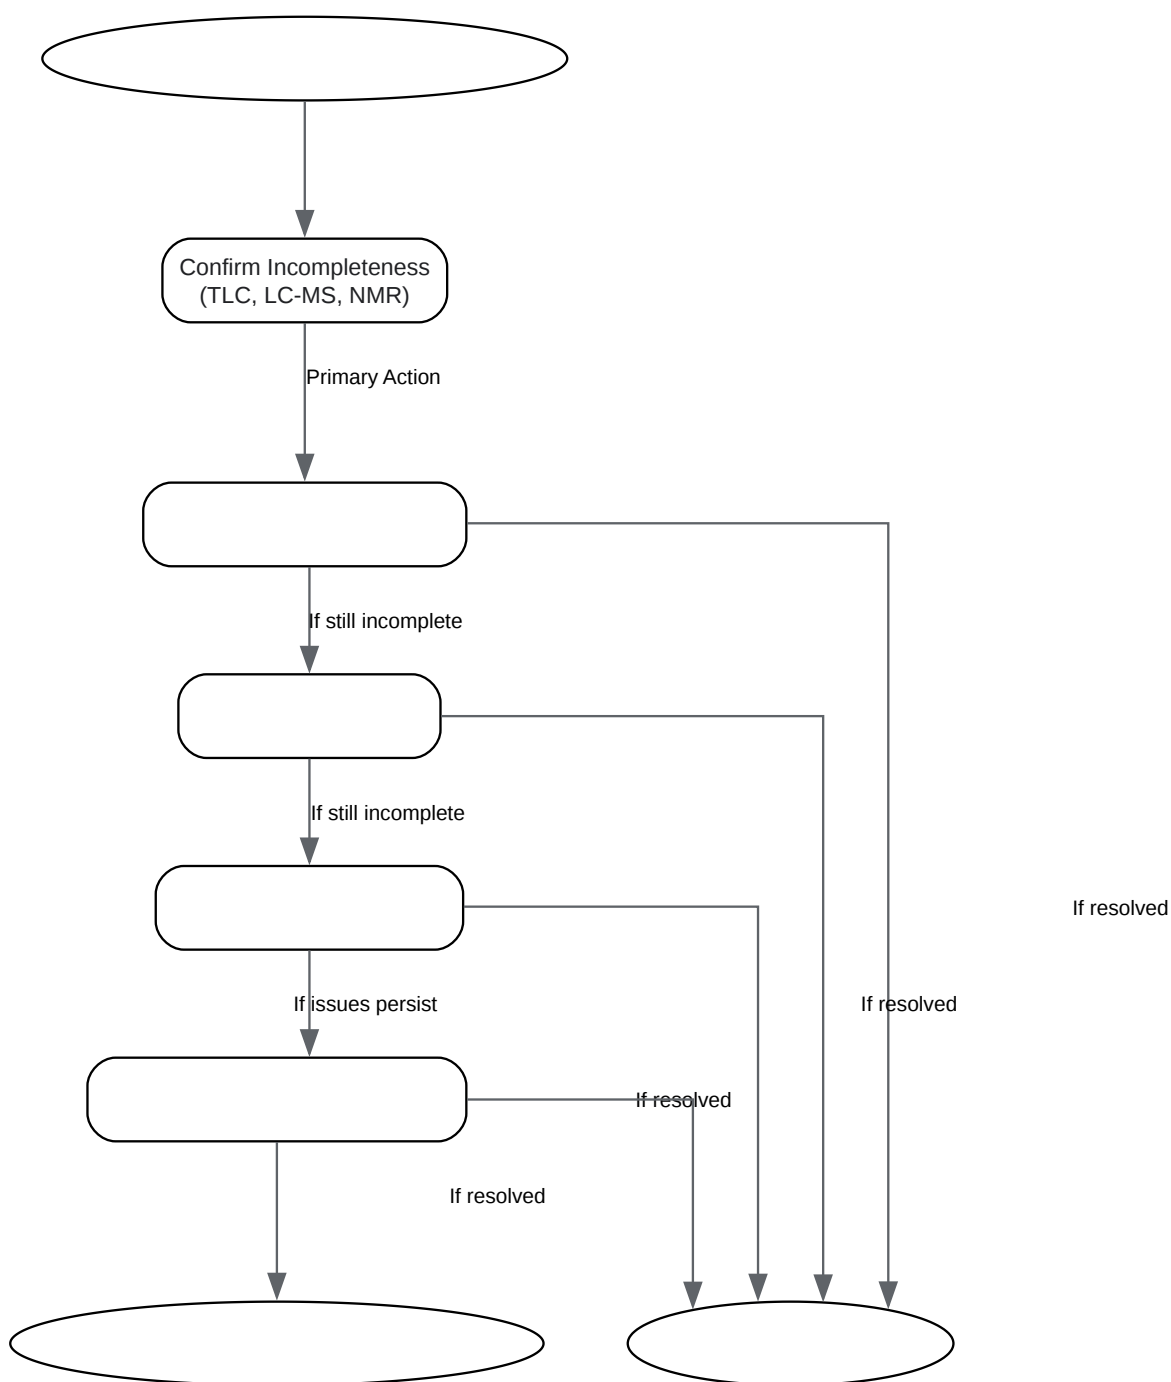 Confirm Incompleteness
(TLC, LC-MS, NMR)
Primary Action
If still incomplete
If still incomplete
If resolved
If issues persist
If resolved
If resolved
If resolved